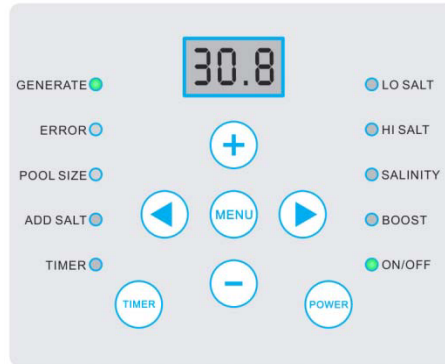 30.8
GENERATE
LO SALT
ERROR
HI SALT
+
POOL SIZE
SALINITY
MENU
ADD SALT
BOOST
TIMER
ON/OFF
−
TIMER
POWER